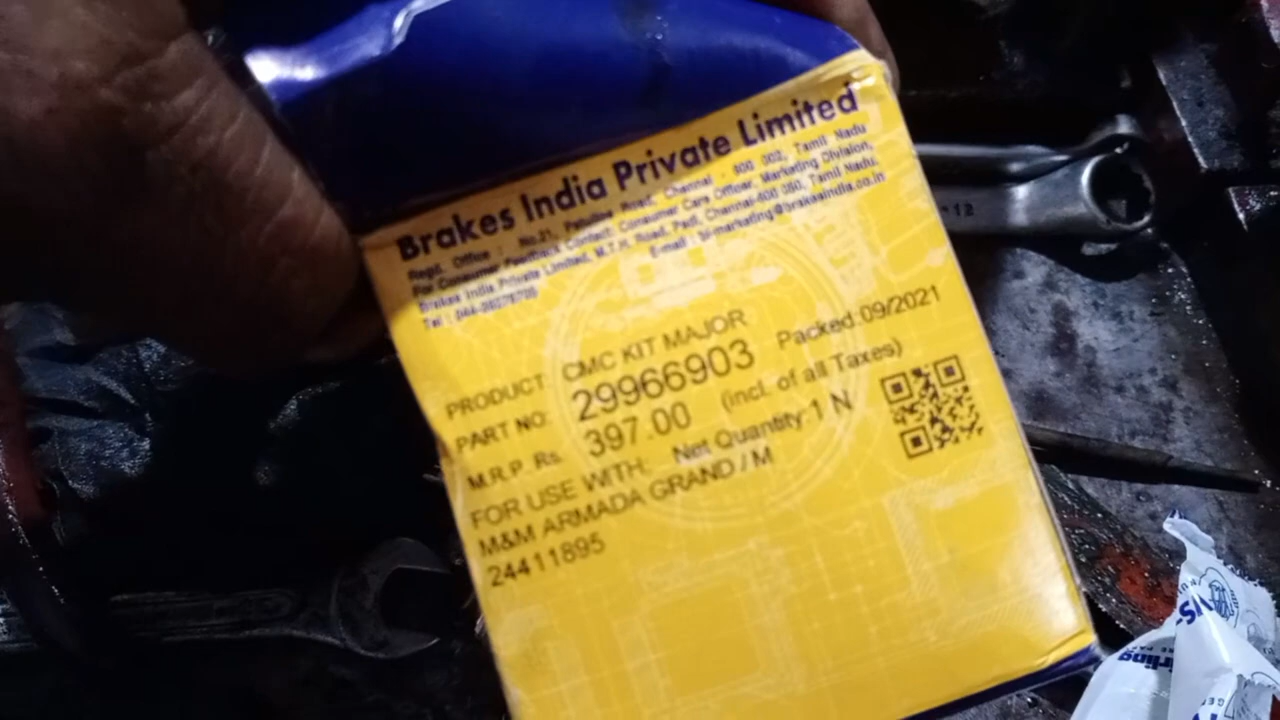 Brakes India Private Limited
Regd. Office : No.21, Patullos Road, Chennai - 600 002, Tamil Nadu
For Consumer Feedback Contact: Consumer Care Officer, Marketing Division,
Brakes India Private Limited, M.T.H. Road, Padi, Chennai-600 050, Tamil Nadu.
Tel : E-mail : bi-marketing@brakesindia.co.in
PRODUCT: CMC KIT MAJOR
PART NO: 29966903 Packed:09/2021
M.R.P. Rs. 397.00 (incl. of all Taxes)
FOR USE WITH: Net Quantity:1 N
M&M ARMADA GRAND / M
24411895
12